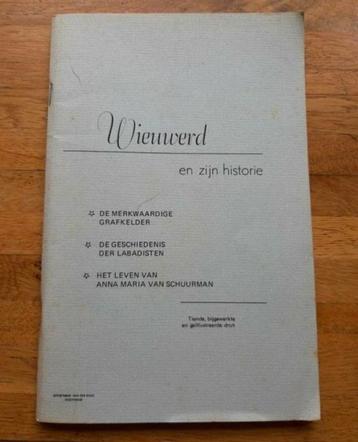 Wieuwerd
en zijn historie
DE MERKWAARDIGE
GRAFKELDER
DE GESCHIEDENIS
DER LABADISTEN
HET LEVEN VAN
ANNA MARIA VAN SCHUURMAN
Tiende, bijgewerkte
en geïllustreerde druk